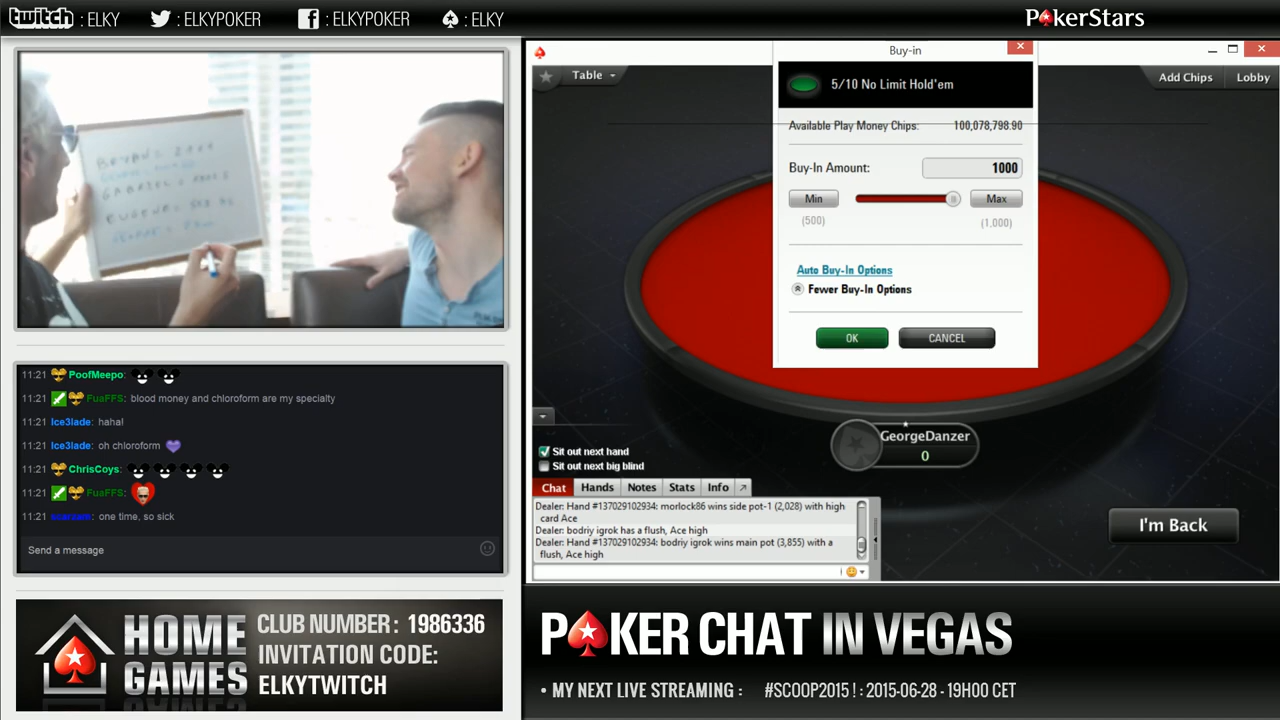 twitch : ELKY
: ELKYPOKER
: ELKYPOKER
: ELKY
POKERSTARS
Table
Buy-in
Add Chips
Lobby
5/10 No Limit Hold'em
Available Play Money Chips: 100,078,798.90
Buy-In Amount: 1000
Min
Max
(500)
(1,000)
Auto Buy-In Options
Fewer Buy-In Options
OK
CANCEL
GeorgeDanzer
0
Sit out next hand
Sit out next big blind
Chat
Hands
Notes
Stats
Info
Dealer: Hand #137029102934: morlock86 wins side pot-1 (2,028) with high
card Ace
Dealer: bodriy igrok has a flush, Ace high
Dealer: Hand #137029102934: bodriy igrok wins main pot (3,855) with a
flush, Ace high
I'm Back
11:21 PoofMeepo:
11:21 FuaFFS: blood money and chloroform are my specialty
11:21 Ice3lade: haha!
11:21 Ice3lade: oh chloroform
11:21 ChrisCoys:
11:21 FuaFFS:
11:21 : one time, so sick
Send a message
HOME
GAMES
CLUB NUMBER : 1986336
INVITATION CODE:
ELKYTWITCH
POKER CHAT IN VEGAS
• MY NEXT LIVE STREAMING : #SCOOP2015 ! : 2015-06-28 - 19H00 CET